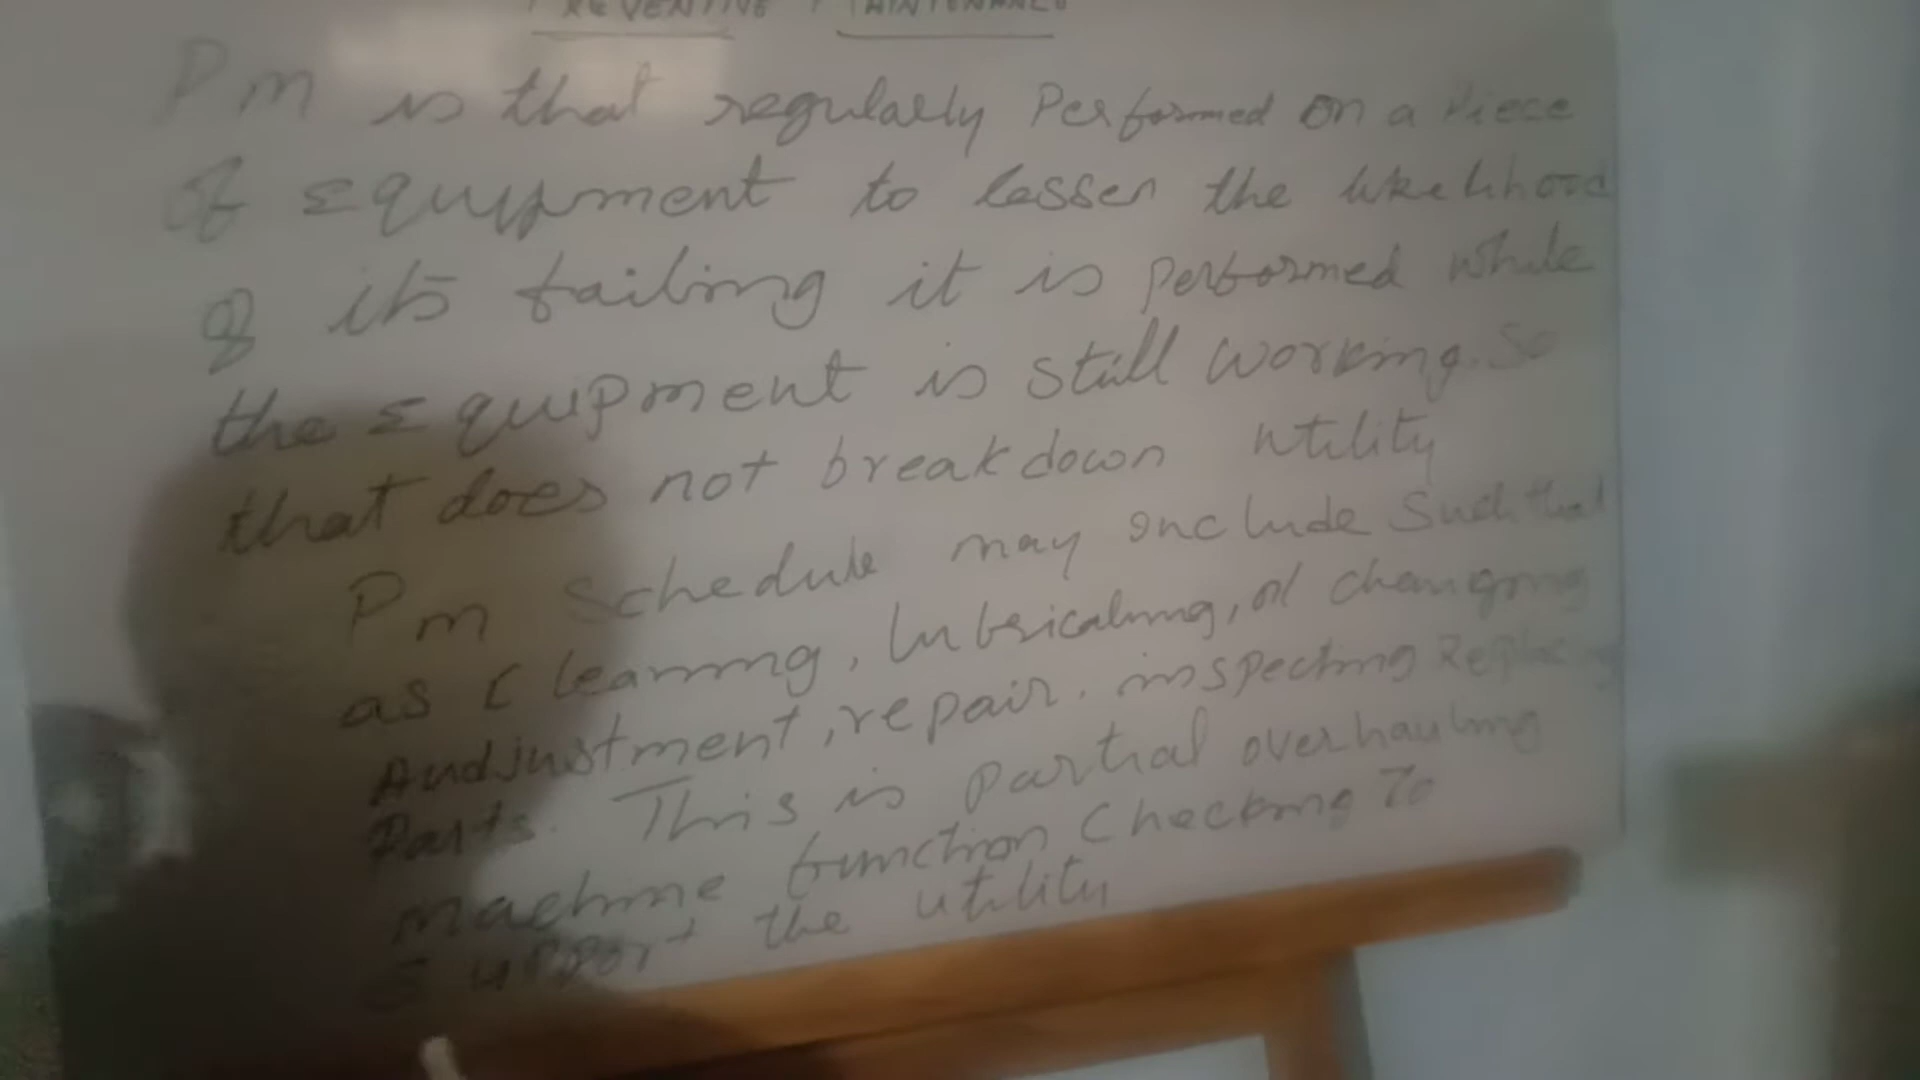 PREVENTIVE MAINTENANCE
Pm is that regularly Performed on a Piece
of Equipment to lessen the likelihood
of its failing it is performed while
the Equipment is still working. So
that does not breakdown utility
Pm Schedule may include Such that
as Cleaning, lubricating, oil changing
Audjustment, repair. inspecting Replacing
Parts. This is partial overhauling
machine function Checking To
Support the utility